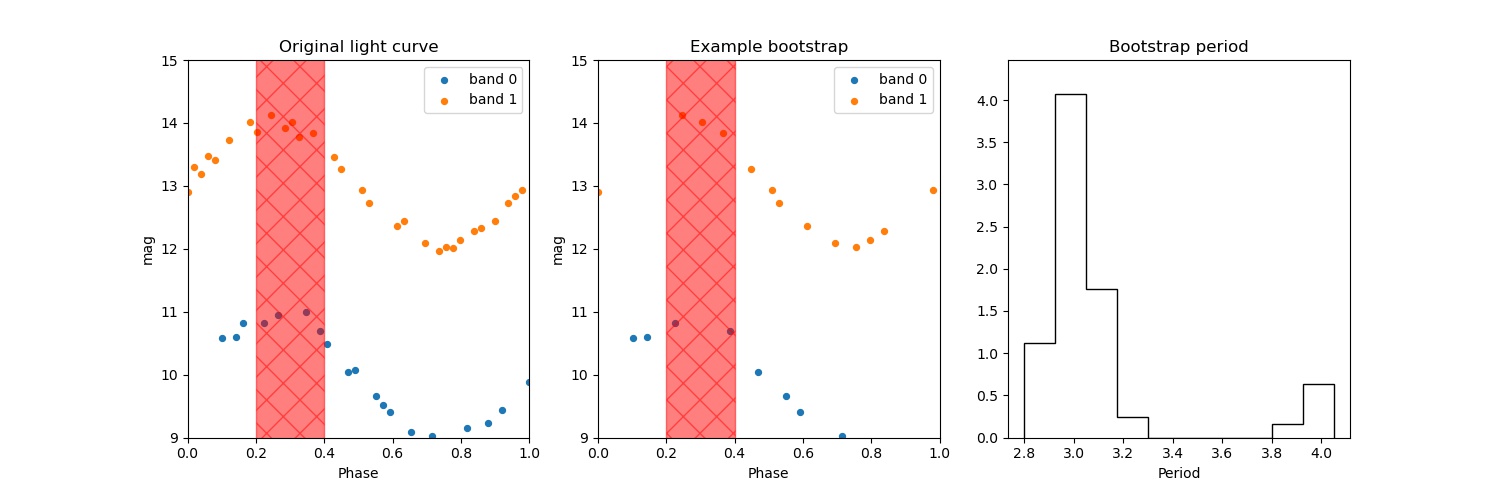 Original light curve
15
14
13
12
11
10
9
mag
band 0
band 1
0.0 0.2 0.4 0.6 0.8 1.0
Phase
Example bootstrap
15
14
13
12
11
10
9
mag
band 0
band 1
0.0 0.2 0.4 0.6 0.8 1.0
Phase
Bootstrap period
4.0
3.5
3.0
2.5
2.0
1.5
1.0
0.5
0.0
2.8 3.0 3.2 3.4 3.6 3.8 4.0
Period